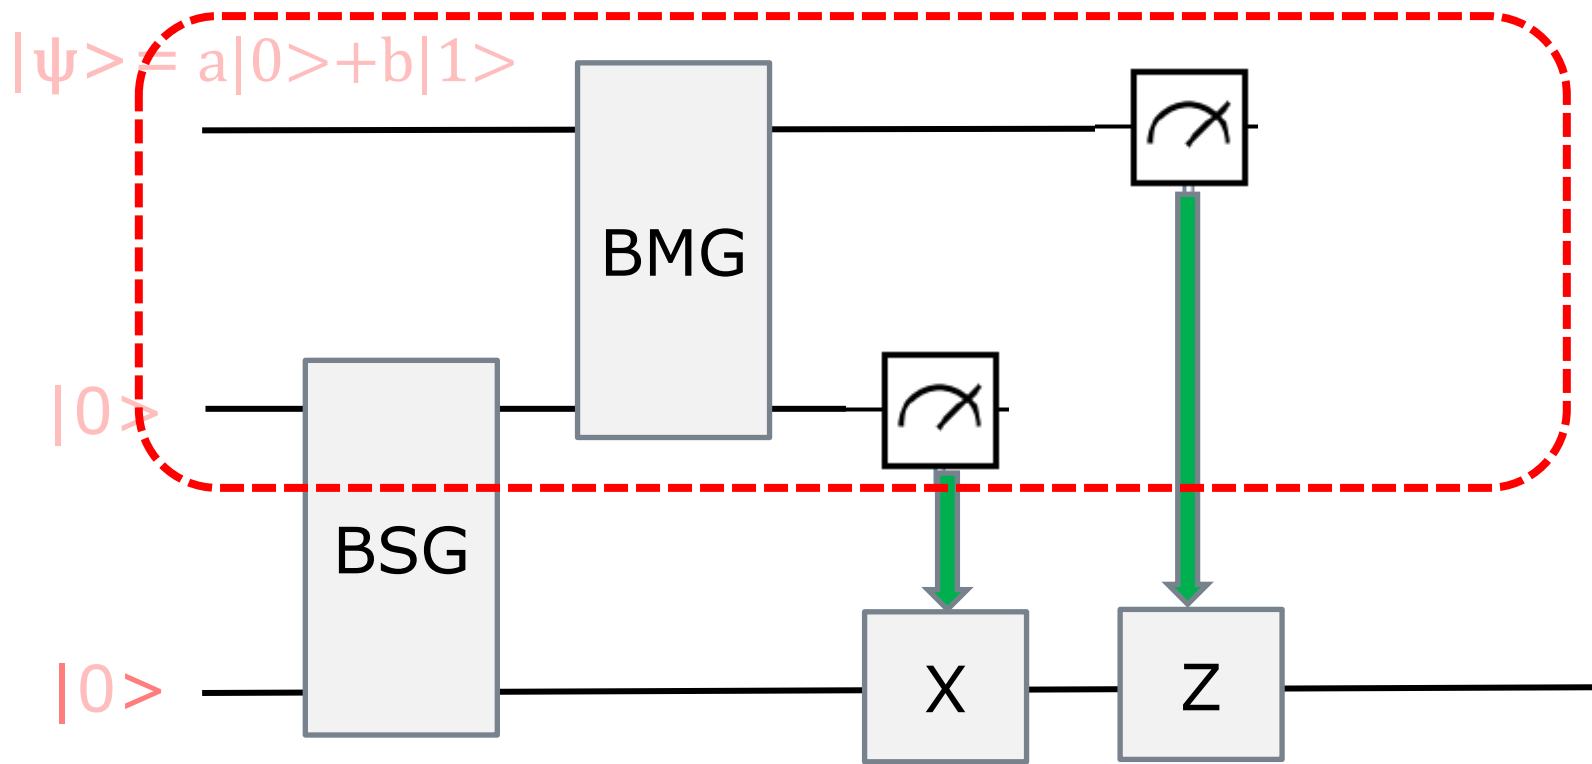 |ψ> = a|0>+b|1>
BMG
|0>
BSG
|0>
X
Z